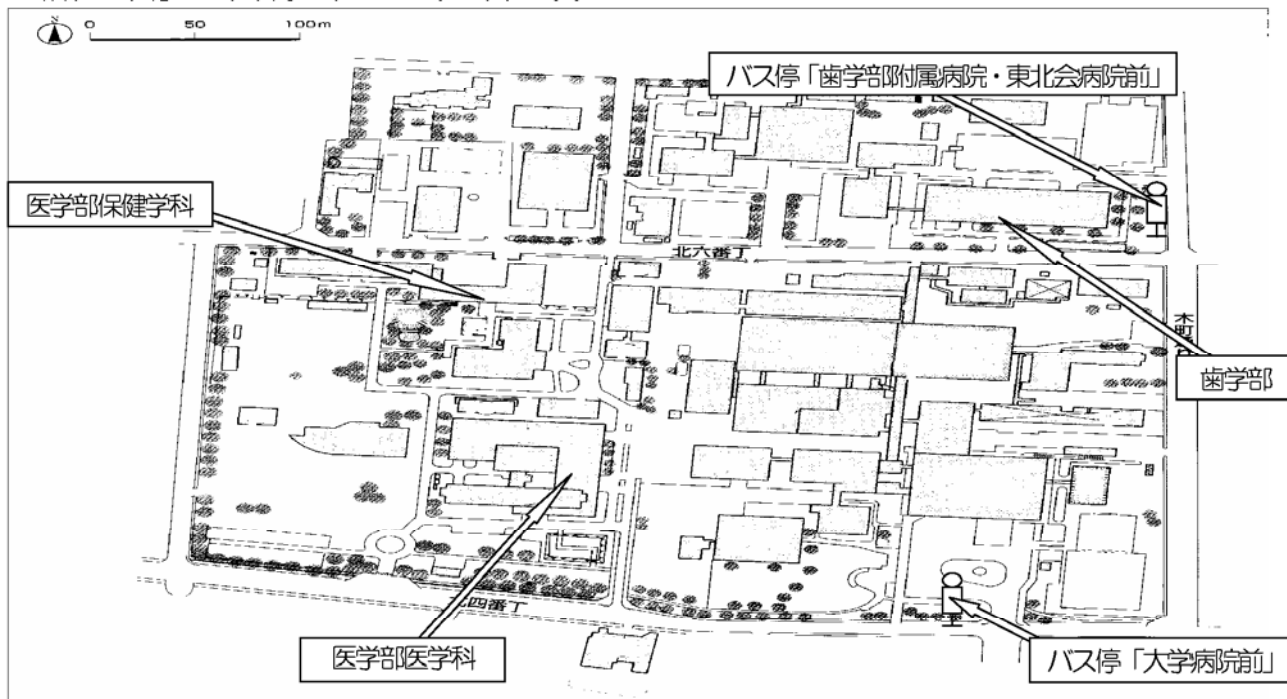 N
0 50 100m
バス停「歯学部附属病院・東北会病院前」
医学部保健学科
北六番丁
木町
歯学部
四番丁
医学部医学科
バス停「大学病院前」